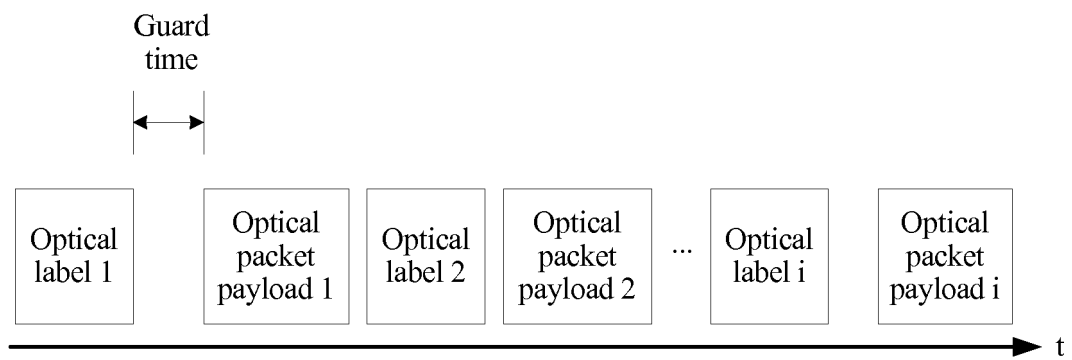 Guard
time
Optical
label 1
Optical
packet
payload 1
Optical
label 2
Optical
packet
payload 2
...
Optical
label i
Optical
packet
payload i
t